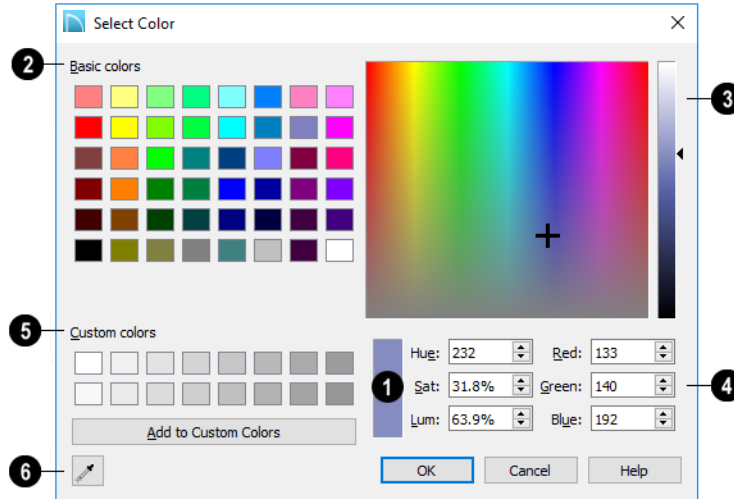 Select Color
2
Basic colors
3
5
Custom colors
1
Hue: 232
Red: 133
Sat: 31.8%
Green: 140
4
Lum: 63.9%
Blue: 192
Add to Custom Colors
6
OK
Cancel
Help